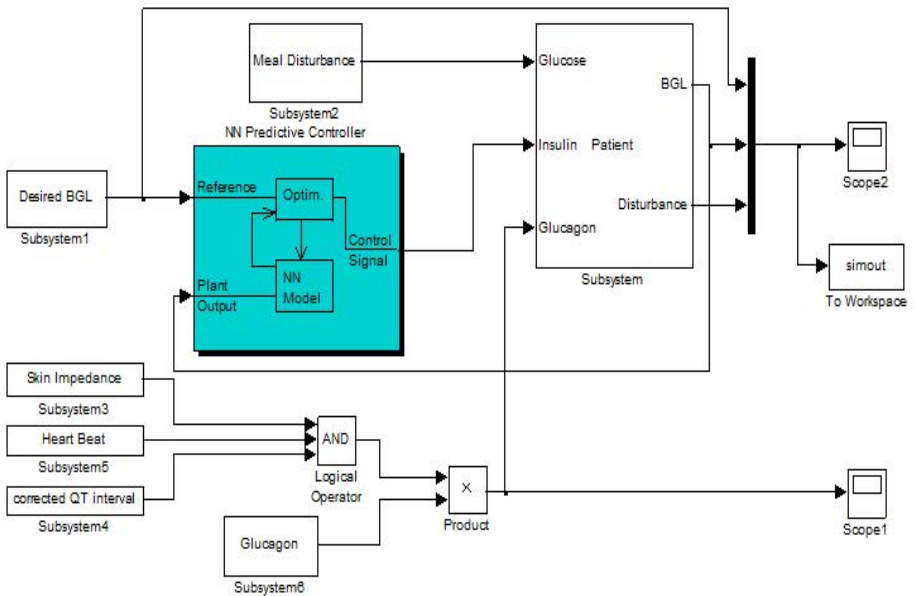 Meal Disturbance
Subsystem2
NN Predictive Controller
Glucose
BGL
Insulin Patient
Disturbance
Glucagon
Subsystem
Scope2
simout
To Workspace
Desired BGL
Subsystem1
Reference
Optim.
Control
Signal
Plant
Output
NN
Model
Skin Impedance
Subsystem3
Heart Beat
Subsystem5
corrected QT interval
Subsystem4
AND
Logical
Operator
X
Product
Glucagon
Subsystem6
Scope1